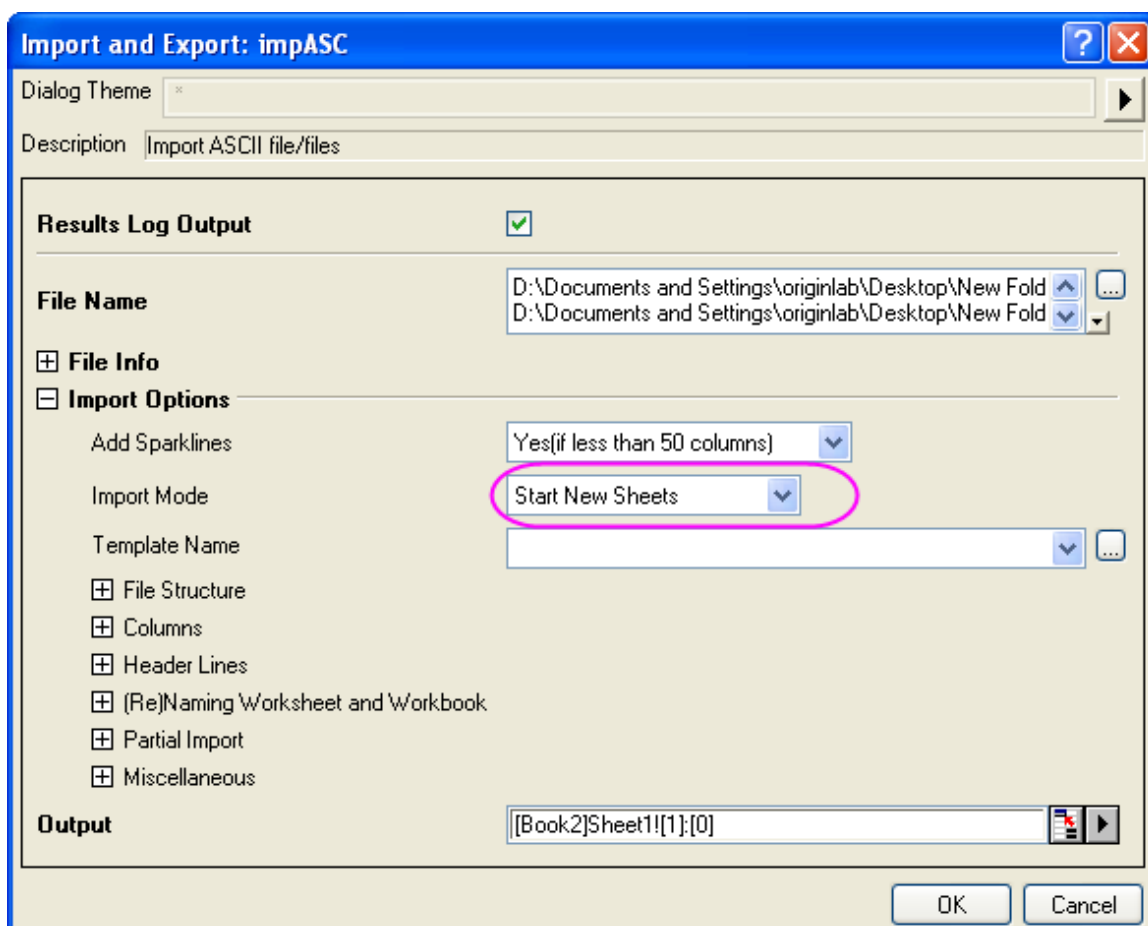 Import and Export: impASC
Dialog Theme *
Description Import ASCII file/files
Results Log Output
File Name D:\Documents and Settings\originlab\Desktop\New Fold ...
D:\Documents and Settings\originlab\Desktop\New Fold
File Info
Import Options
Add Sparklines Yes(if less than 50 columns)
Import Mode Start New Sheets
Template Name ...
File Structure
Columns
Header Lines
(Re)Naming Worksheet and Workbook
Partial Import
Miscellaneous
Output [Book2]Sheet1![1]:[0]
OK Cancel